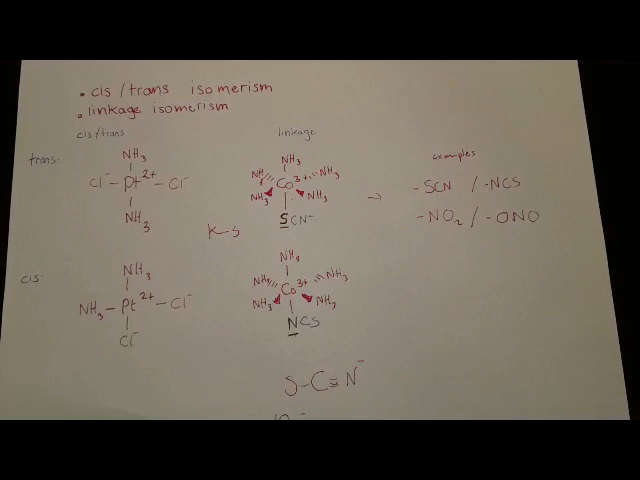 • cis/trans isomerism
• linkage isomerism
cis/trans
linkage
examples
trans:
NH3
Cl⁻ – Pt²⁺ – Cl⁻
NH3
NH3
NH3 Co³⁺ NH3
NH3 NH3
SCN⁻
→
-SCN / -NCS
-NO2 / -ONO
K-S
cis:
NH3
NH3 – Pt²⁺ – Cl⁻
Cl⁻
NH3
NH3 Co³⁺ NH3
NH3 NH3
NCS
S-C≡N⁻